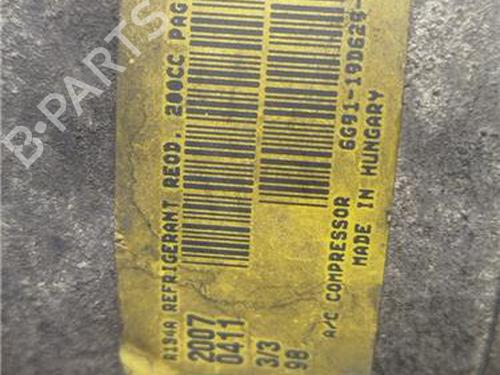 R134A REFRIGERANT REQD. 200CC PAG
2007
0411
3/3
98
6G91-19D629-
A/C COMPRESSOR
MADE IN HUNGARY
B-PARTS